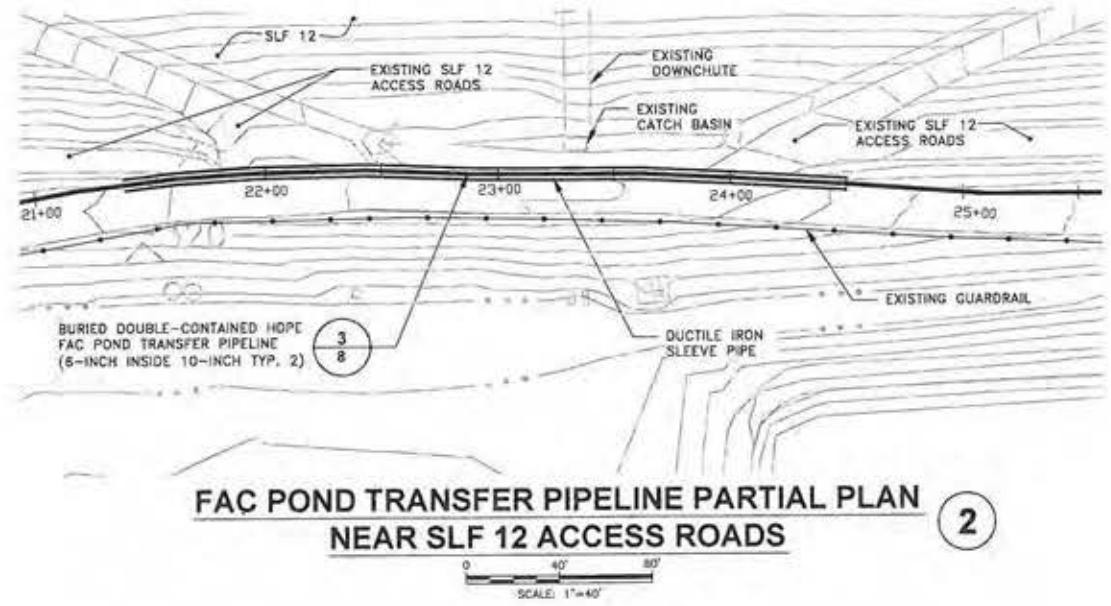 SLF 12
EXISTING SLF 12
ACCESS ROADS
EXISTING
DOWNCHUTE
EXISTING
CATCH BASIN
EXISTING SLF 12
ACCESS ROADS
21+00
22+00
23+00
24+00
25+00
520
EXISTING GUARDRAIL
BURIED DOUBLE-CONTAINED HDPE
FAC POND TRANSFER PIPELINE
(6-INCH INSIDE 10-INCH TYP. 2)
3
8
DUCTILE IRON
SLEEVE PIPE
FAC POND TRANSFER PIPELINE PARTIAL PLAN
NEAR SLF 12 ACCESS ROADS
2
0 40' 80'
SCALE: 1"=40'